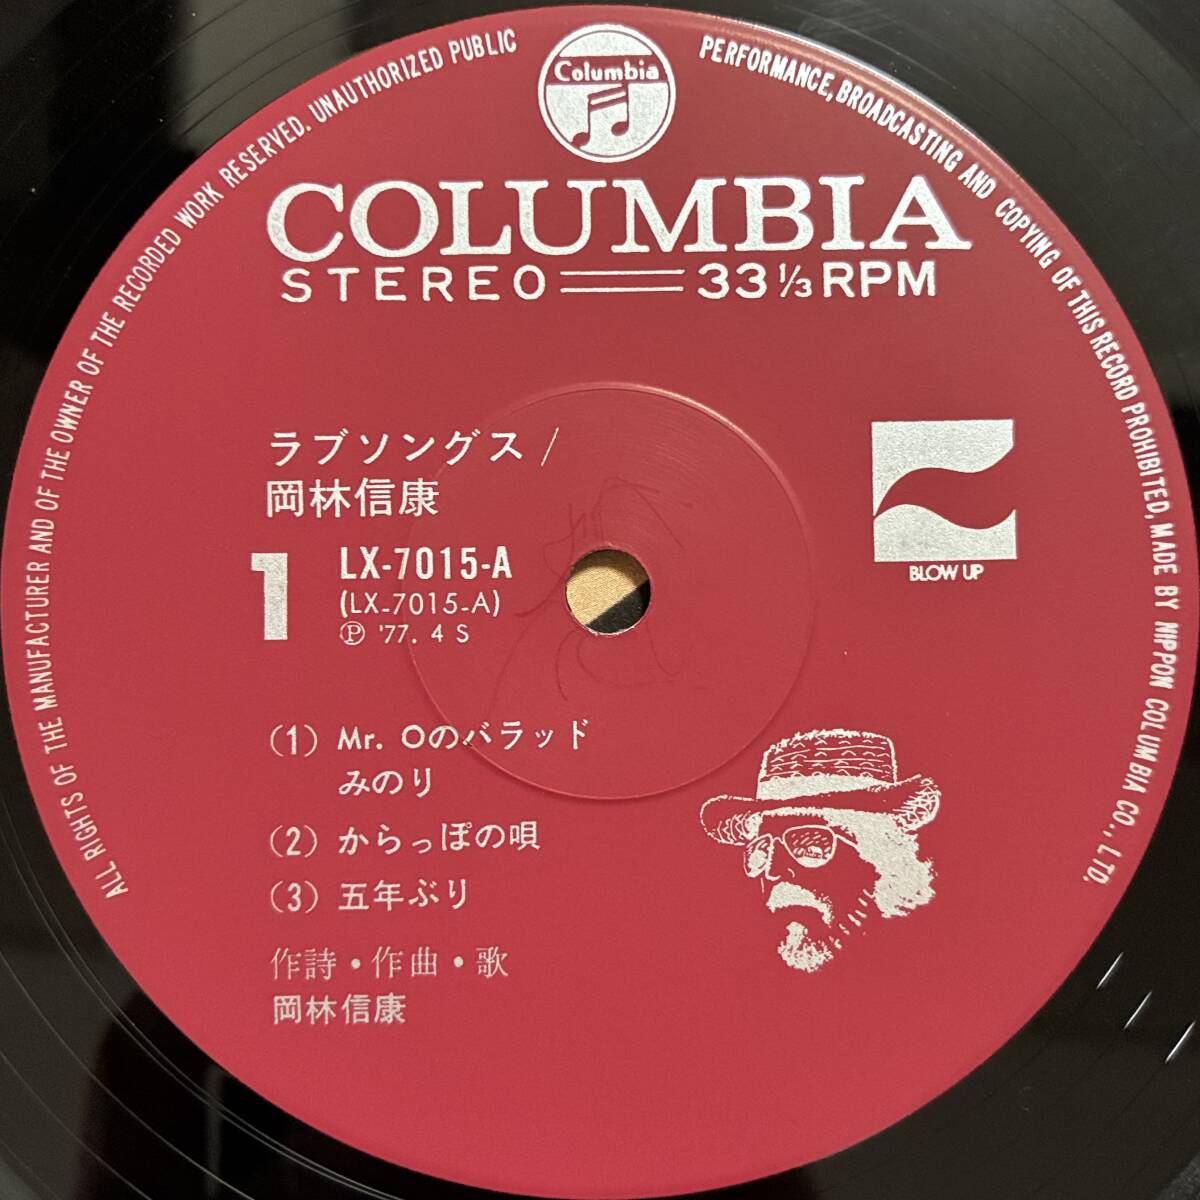 ALL RIGHTS OF THE MANUFACTURER AND OF THE OWNER OF THE RECORDED WORK RESERVED. UNAUTHORIZED PUBLIC PERFORMANCE, BROADCASTING AND COPYING OF THIS RECORD PROHIBITED, MADE BY NIPPON COLUMBIA CO., LTD.
Columbia
COLUMBIA
STEREO 33 1/3 RPM
ラブソングス/
岡林信康
1 LX-7015-A
(LX-7015-A)
Ⓟ '77. 4 S
BLOW UP
(1) Mr. Oのバラッド
みのり
(2) からっぽの唄
(3) 五年ぶり
作詩・作曲・歌
岡林信康